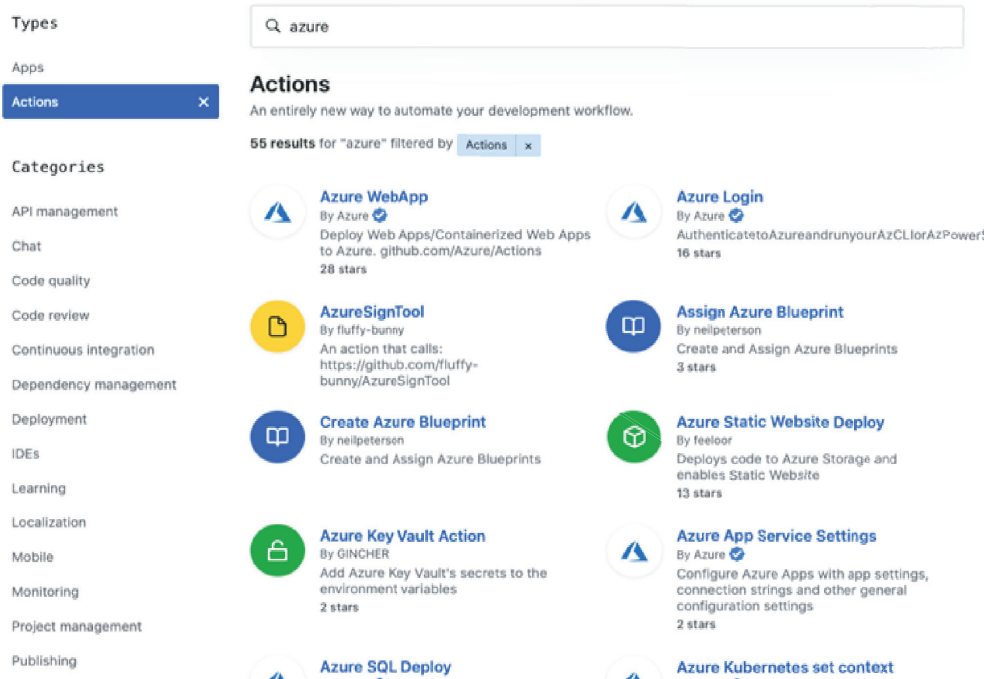 Types
Apps
Actions ×
Categories
API management
Chat
Code quality
Code review
Continuous integration
Dependency management
Deployment
IDEs
Learning
Localization
Mobile
Monitoring
Project management
Publishing
azure
Actions
An entirely new way to automate your development workflow.
55 results for "azure" filtered by Actions ×
Azure WebApp
By Azure
Deploy Web Apps/Containerized Web Apps
to Azure. github.com/Azure/Actions
28 stars
Azure Login
By Azure
AuthenticatetoAzureandrunyourAzCLIorAzPowerS
16 stars
AzureSignTool
By fluffy-bunny
An action that calls:
https://github.com/fluffy-
bunny/AzureSignTool
Assign Azure Blueprint
By neilpeterson
Create and Assign Azure Blueprints
3 stars
Create Azure Blueprint
By neilpeterson
Create and Assign Azure Blueprints
Azure Static Website Deploy
By feeloor
Deploys code to Azure Storage and
enables Static Website
13 stars
Azure Key Vault Action
By GINCHER
Add Azure Key Vault's secrets to the
environment variables
2 stars
Azure App Service Settings
By Azure
Configure Azure Apps with app settings,
connection strings and other general
configuration settings
2 stars
Azure SQL Deploy
Azure Kubernetes set context